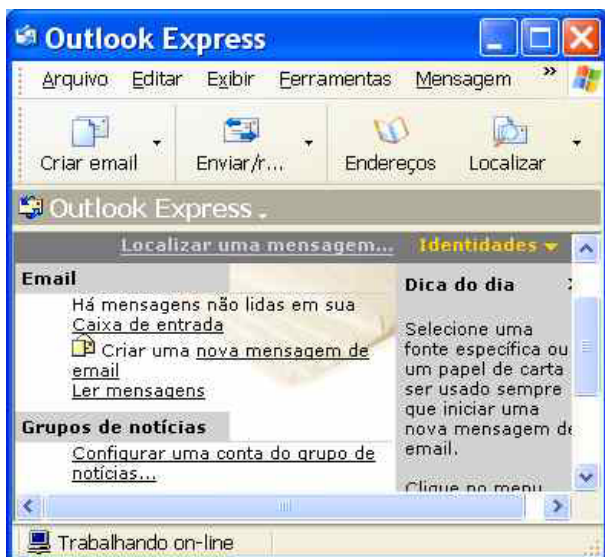 Outlook Express
Arquivo Editar Exibir Ferramentas Mensagem »
Criar email Enviar/r... Endereços Localizar
Outlook Express
Localizar uma mensagem... Identidades
Email
Há mensagens não lidas em sua
Caixa de entrada
Criar uma nova mensagem de
email
Ler mensagens
Grupos de notícias
Configurar uma conta do grupo de
notícias...
Dica do dia
Selecione uma
fonte específica ou
um papel de carta
ser usado sempre
que iniciar uma
nova mensagem de
email.
Clique no menu
Trabalhando on-line